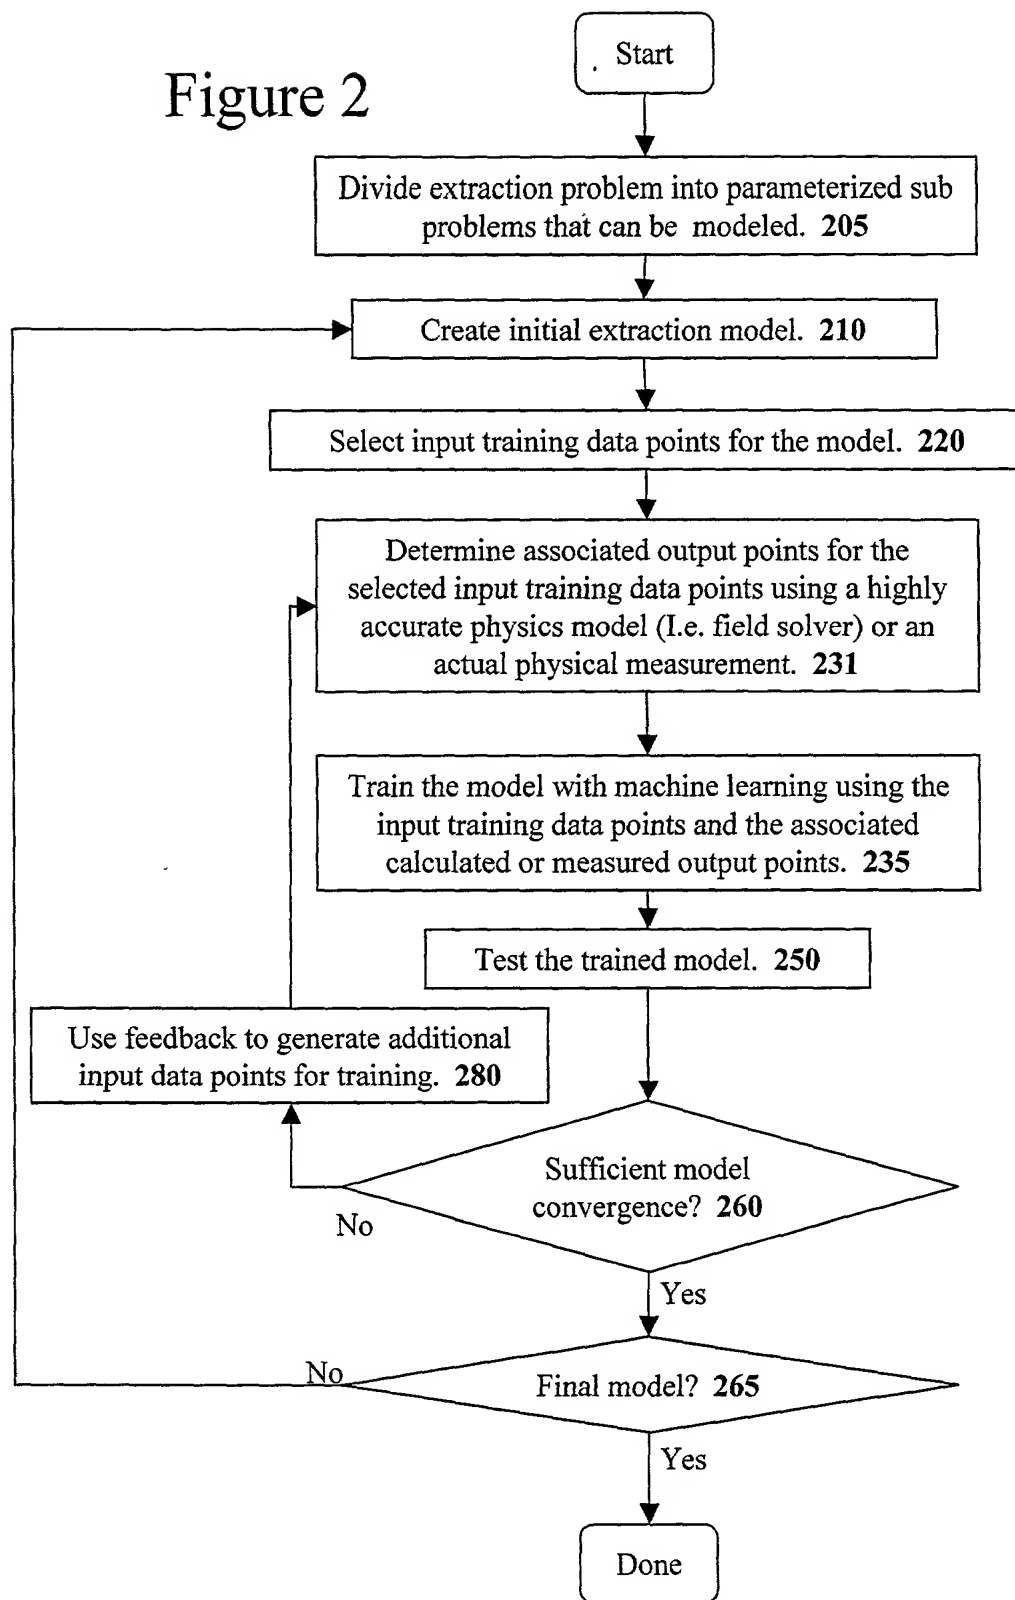 Start
Figure 2
Divide extraction problem into parameterized sub
problems that can be modeled. 205
Create initial extraction model. 210
Select input training data points for the model. 220
Determine associated output points for the
selected input training data points using a highly
accurate physics model (I.e. field solver) or an
actual physical measurement. 231
Train the model with machine learning using the
input training data points and the associated
calculated or measured output points. 235
Test the trained model. 250
Use feedback to generate additional
input data points for training. 280
Sufficient model
convergence? 260
No
Yes
No
Final model? 265
Yes
Done